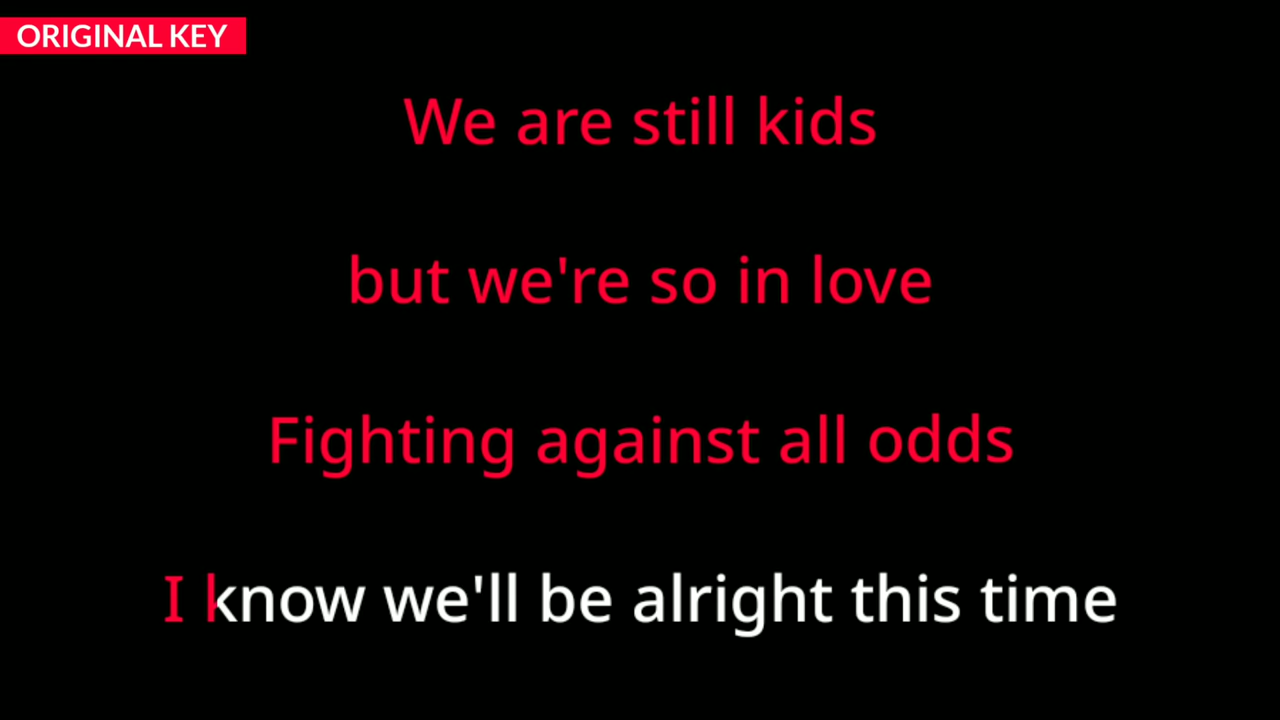 ORIGINAL KEY
We are still kids
but we're so in love
Fighting against all odds
I know we'll be alright this time